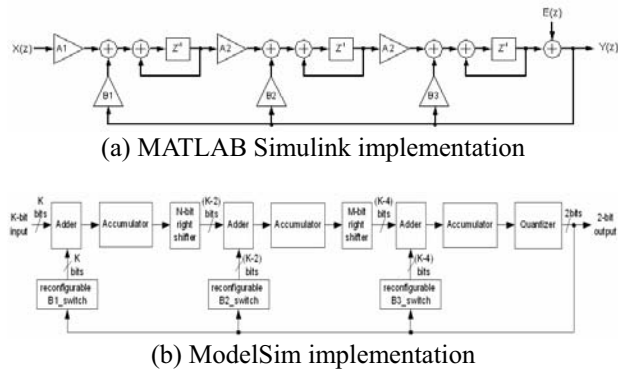 E(z)
X(z) A1 Z⁻¹ A2 Z⁻¹ A2 Z⁻¹ Y(z)
B1 B2 B3
(a) MATLAB Simulink implementation
K-bit input
K bits
Adder
Accumulator
N-bit right shifter
(K-2) bits
Adder
Accumulator
M-bit right shifter
(K-4) bits
Adder
Accumulator
Quantizer
2bits
2-bit output
K bits
(K-2) bits
(K-4) bits
reconfigurable B1_switch
reconfigurable B2_switch
reconfigurable B3_switch
(b) ModelSim implementation